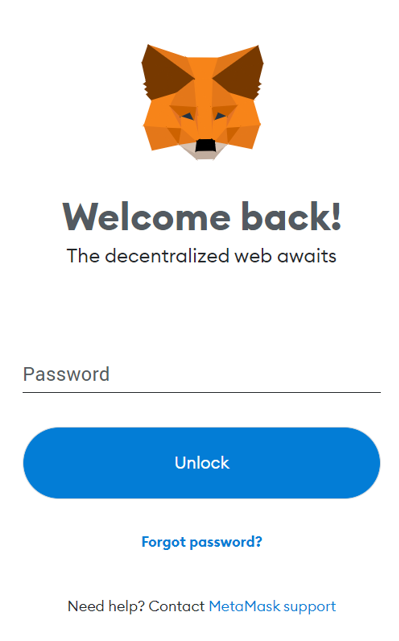 Welcome back!
The decentralized web awaits
Password
Unlock
Forgot password?
Need help? Contact MetaMask support